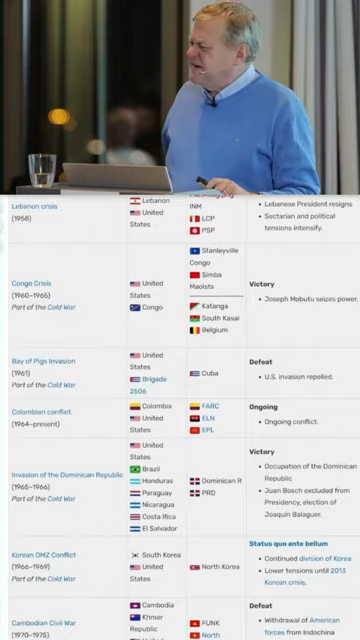 Lebanon crisis
(1958)
Lebanon
United
States
INM
LCP
PSP
Lebanese President resigns
Sectarian and political
tensions intensify.
Congo Crisis
(1960–1965)
Part of the Cold War
United
States
Congo
Stanleyville
Congo
Simba
Maoists
Katanga
South Kasai
Belgium
Victory
Joseph Mobutu seizes power.
Bay of Pigs Invasion
(1961)
Part of the Cold War
United
States
Brigade
2506
Cuba
Defeat
U.S. invasion repelled.
Colombian conflict
(1964–present)
Colombia
United
States
FARC
ELN
EPL
Ongoing
Ongoing conflict.
Invasion of the Dominican Republic
(1965–1966)
Part of the Cold War
Brazil
Honduras
Paraguay
Nicaragua
Costa Rica
El Salvador
Dominican R
PRD
Victory
Occupation of the Dominican
Republic
Juan Bosch excluded from
Presidency, election of
Joaquín Balaguer.
Korean DMZ Conflict
(1966–1969)
Part of the Cold War
South Korea
United
States
North Korea
Status quo ante bellum
Continued division of Korea
Lower tensions until 2013
Korean crisis.
Cambodian Civil War
(1970–1975)
Cambodia
Khmer
Republic
FUNK
North
Defeat
Withdrawal of American
forces from Indochina